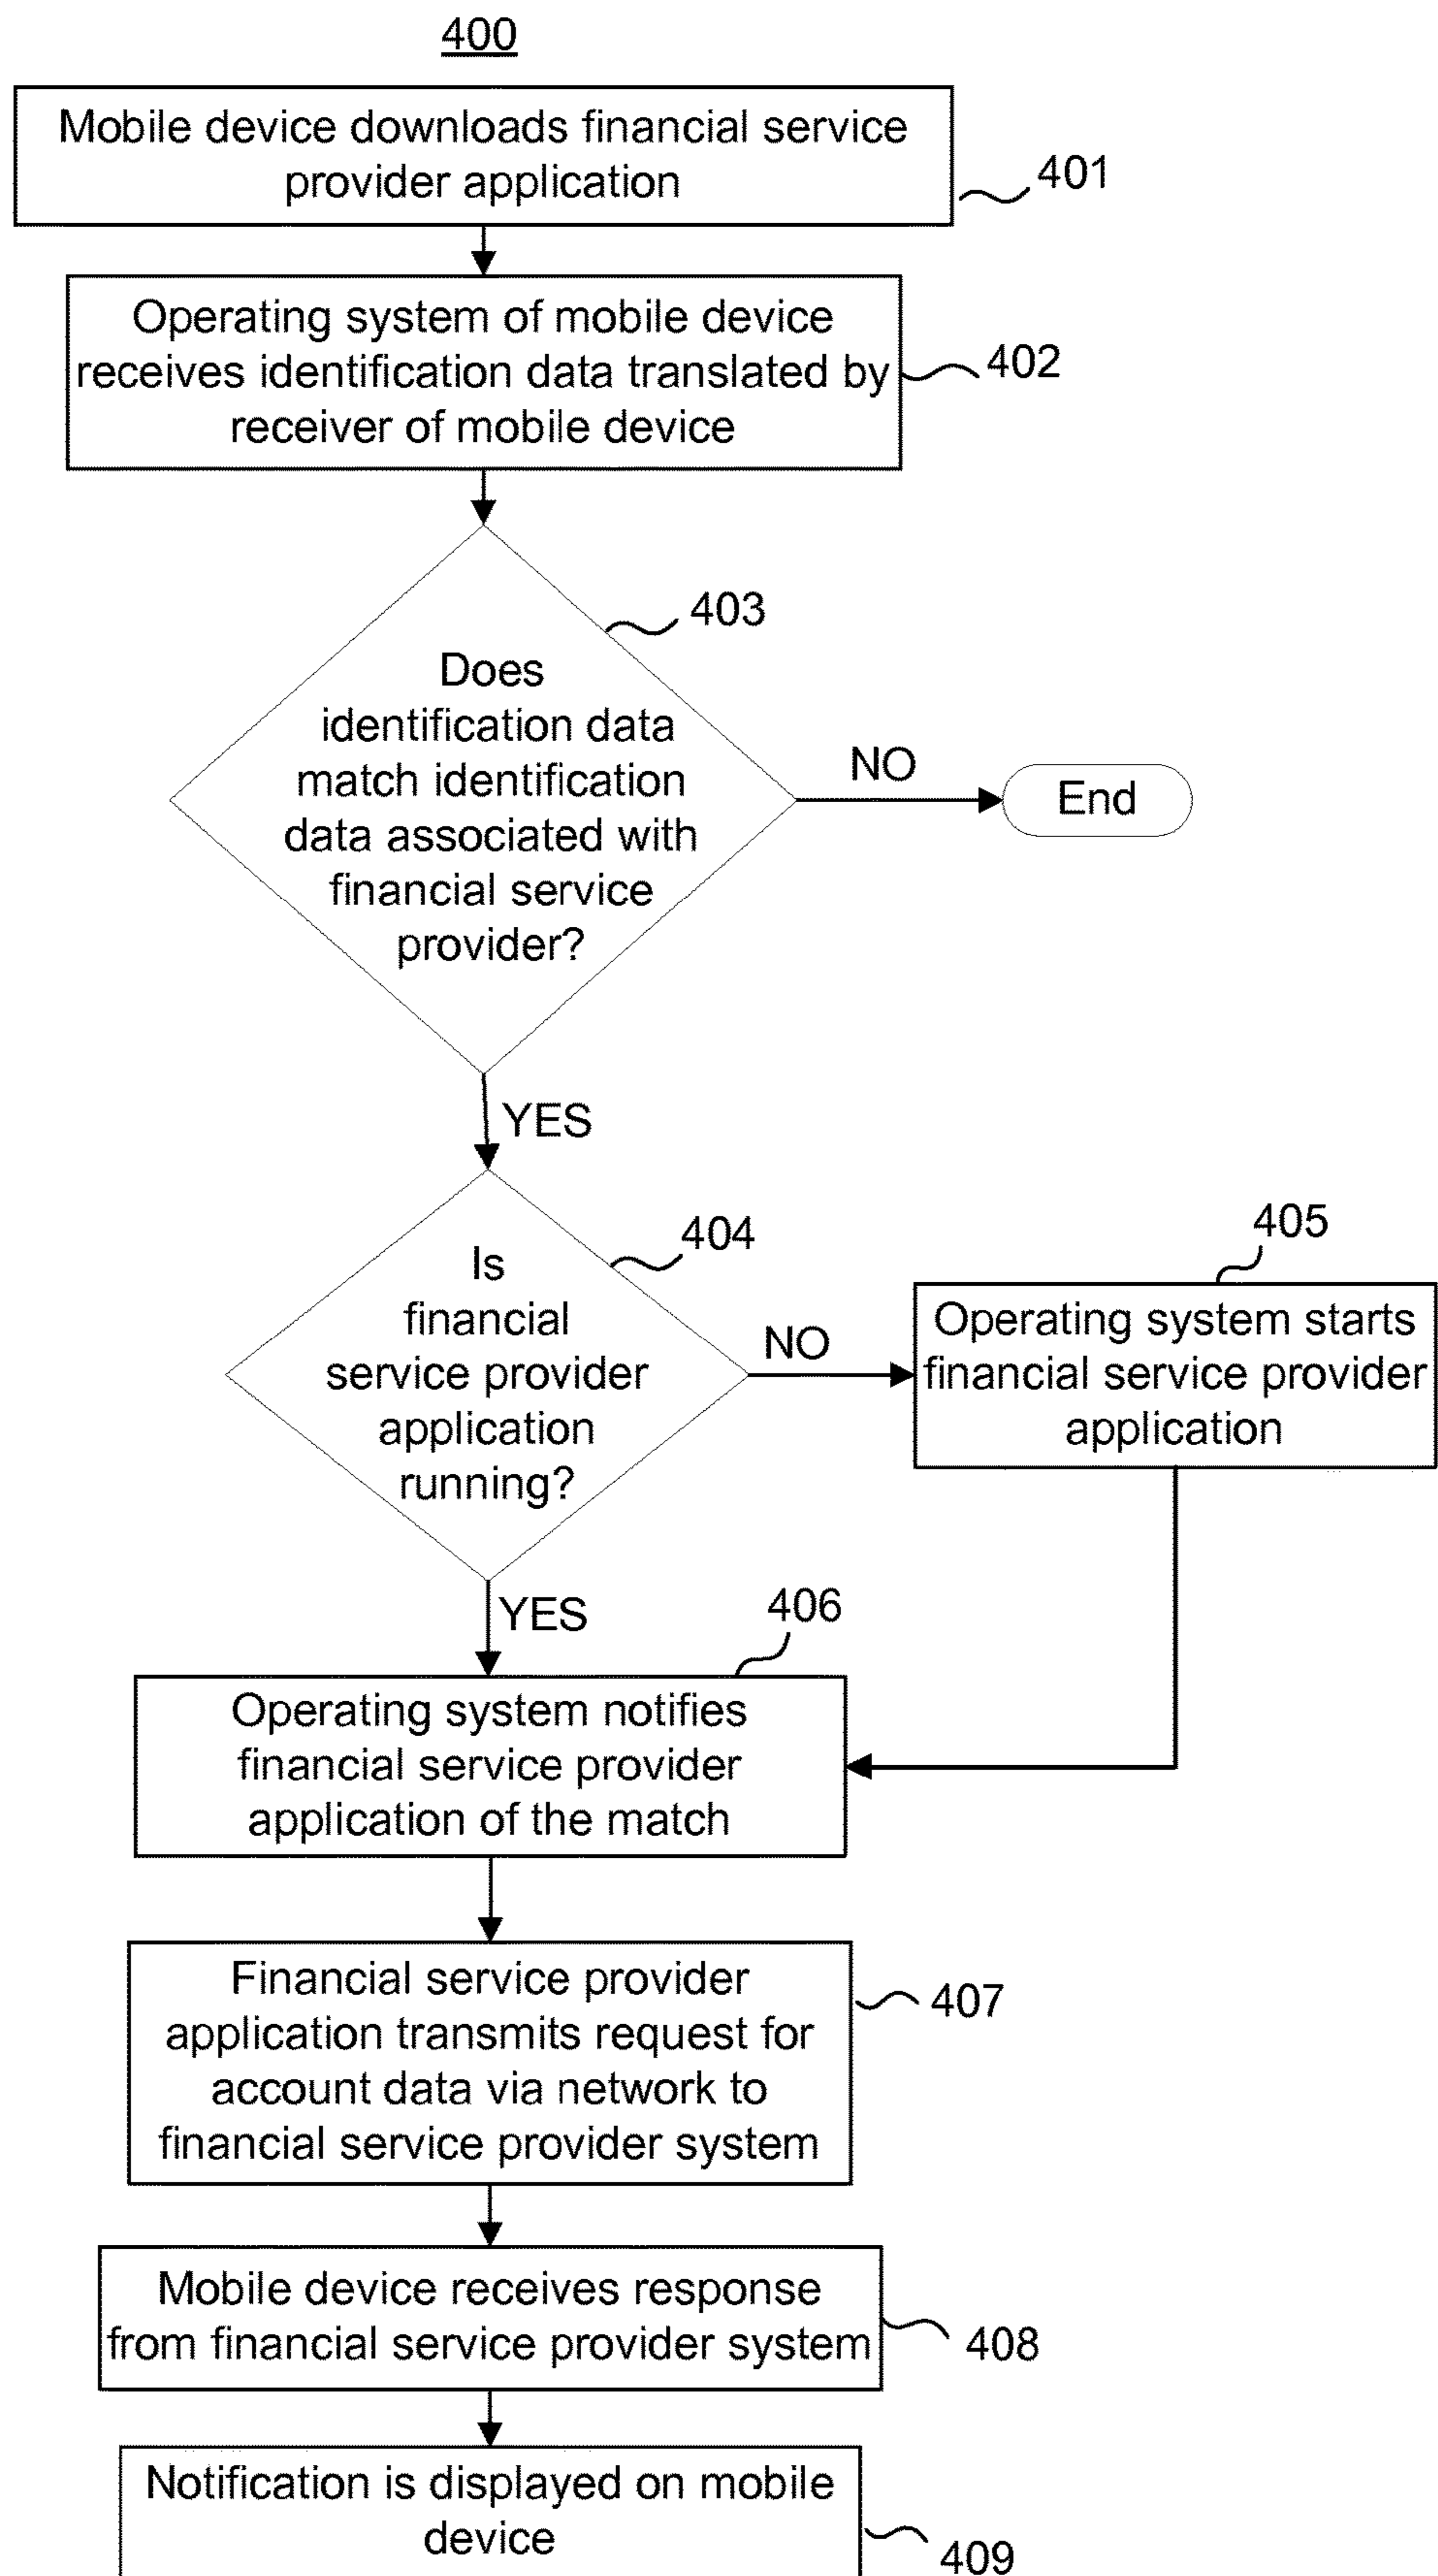 400
Mobile device downloads financial service
provider application
401
Operating system of mobile device
receives identification data translated by
receiver of mobile device
402
403
Does
identification data
match identification
data associated with
financial service
provider?
NO
End
YES
404
Is
financial
service provider
application
running?
NO
405
Operating system starts
financial service provider
application
YES
406
Operating system notifies
financial service provider
application of the match
Financial service provider
application transmits request for
account data via network to
financial service provider system
407
Mobile device receives response
from financial service provider system
408
Notification is displayed on mobile
device
409